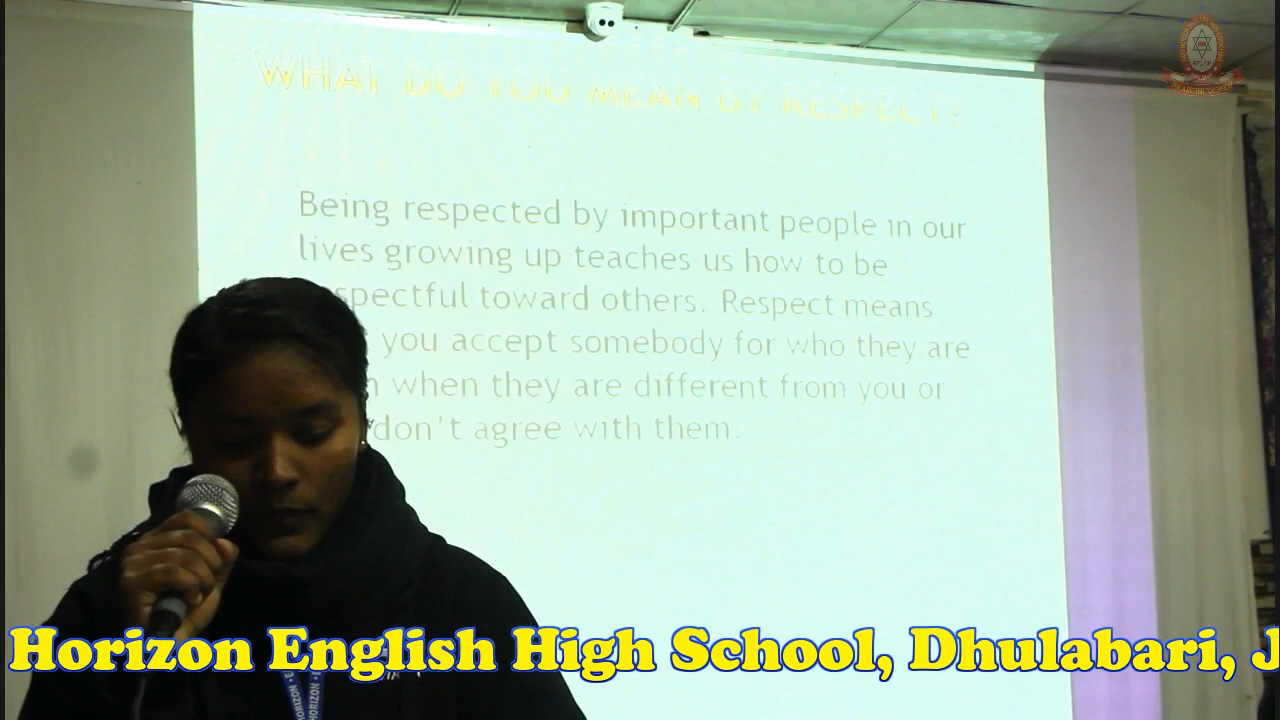 WHAT DO YOU MEAN BY RESPECT?
Being respected by important people in our
lives growing up teaches us how to be
spectful toward others. Respect means
you accept somebody for who they are
n when they are different from you or
don't agree with them.
Horizon English High School, Dhulabari, J
HORIZON
HORIZON